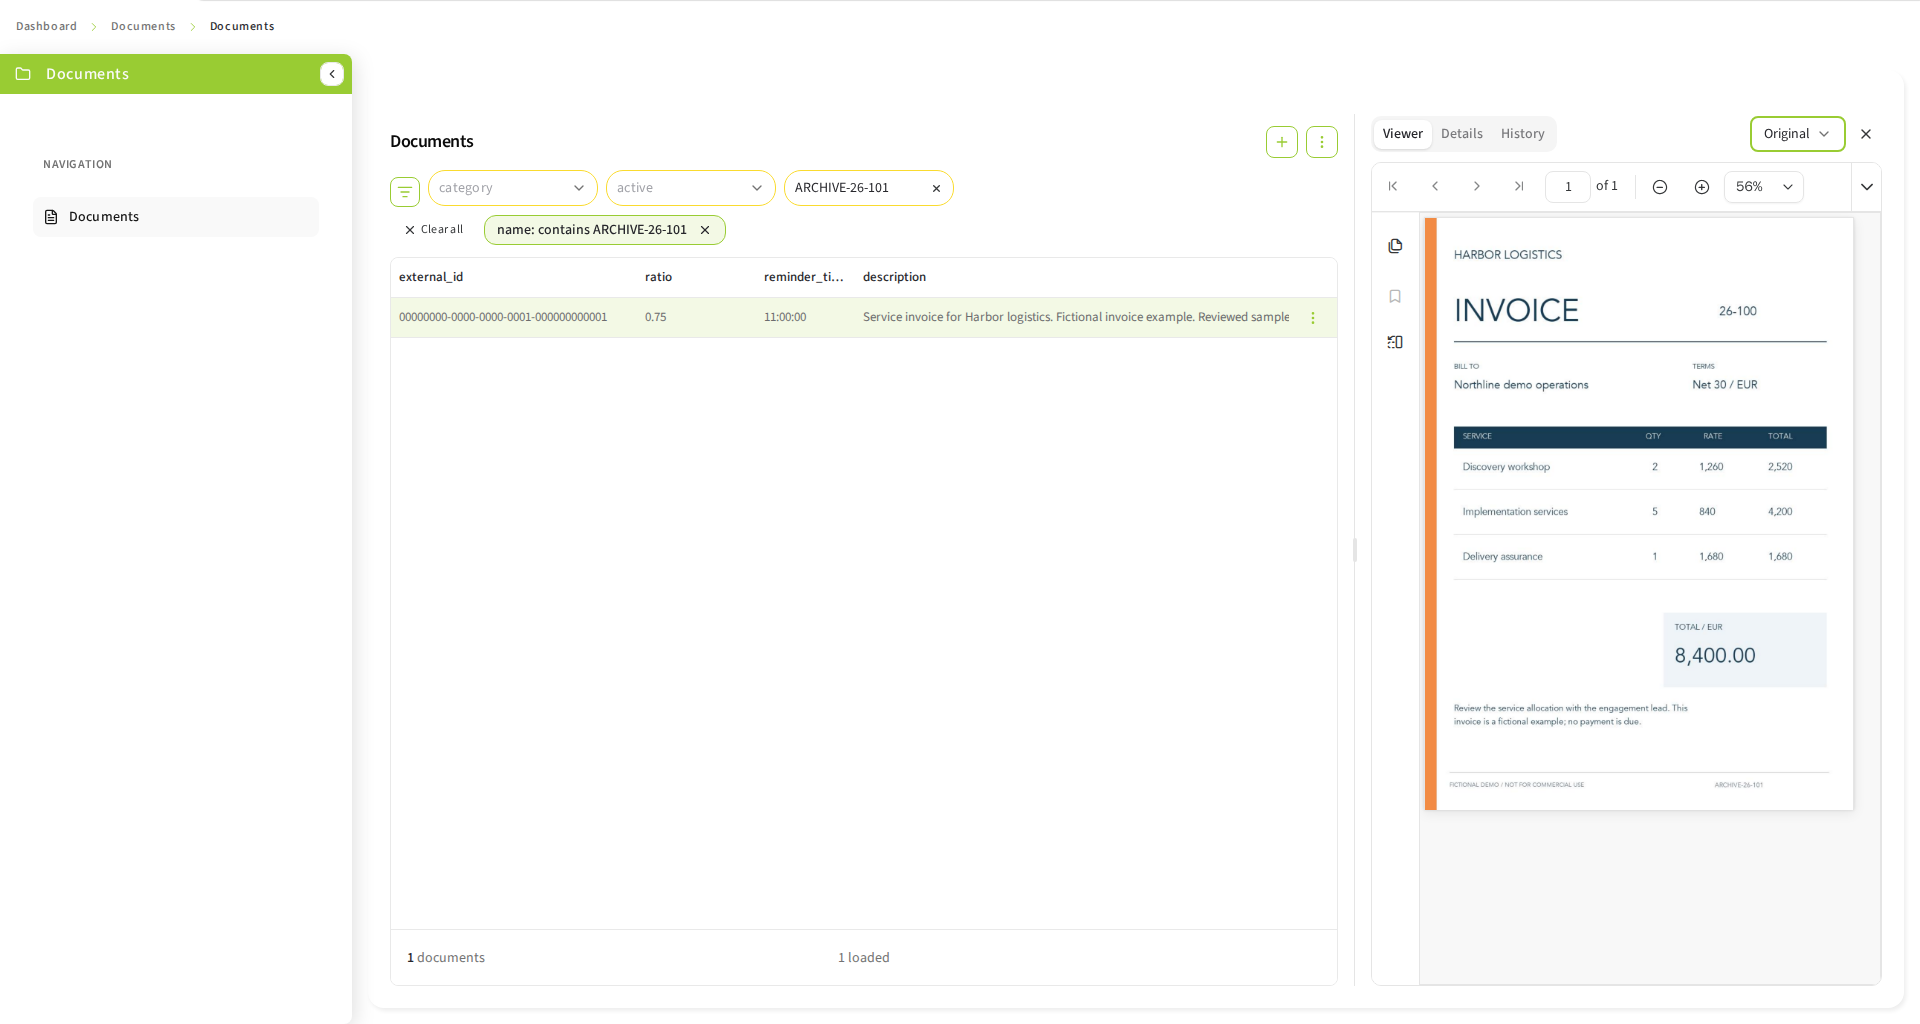 Dashboard > Documents > Documents
Documents
NAVIGATION
Documents
Documents
category
active
ARCHIVE-26-101
Clear all
name: contains ARCHIVE-26-101
external_id ratio reminder_ti... description
00000000-0000-0000-0001-000000000001 0.75 11:00:00 Service invoice for Harbor logistics. Fictional invoice example. Reviewed sample
1 documents 1 loaded
Viewer Details History Original
1 of 1 56%
HARBOR LOGISTICS
INVOICE 26-100
BILL TO TERMS
Northline demo operations Net 30 / EUR
SERVICE QTY RATE TOTAL
Discovery workshop 2 1,260 2,520
Implementation services 5 840 4,200
Delivery assurance 1 1,680 1,680
TOTAL / EUR
8,400.00
Review the service allocation with the engagement lead. This
invoice is a fictional example; no payment is due.
FICTIONAL DEMO / NOT FOR COMMERCIAL USE ARCHIVE-26-101